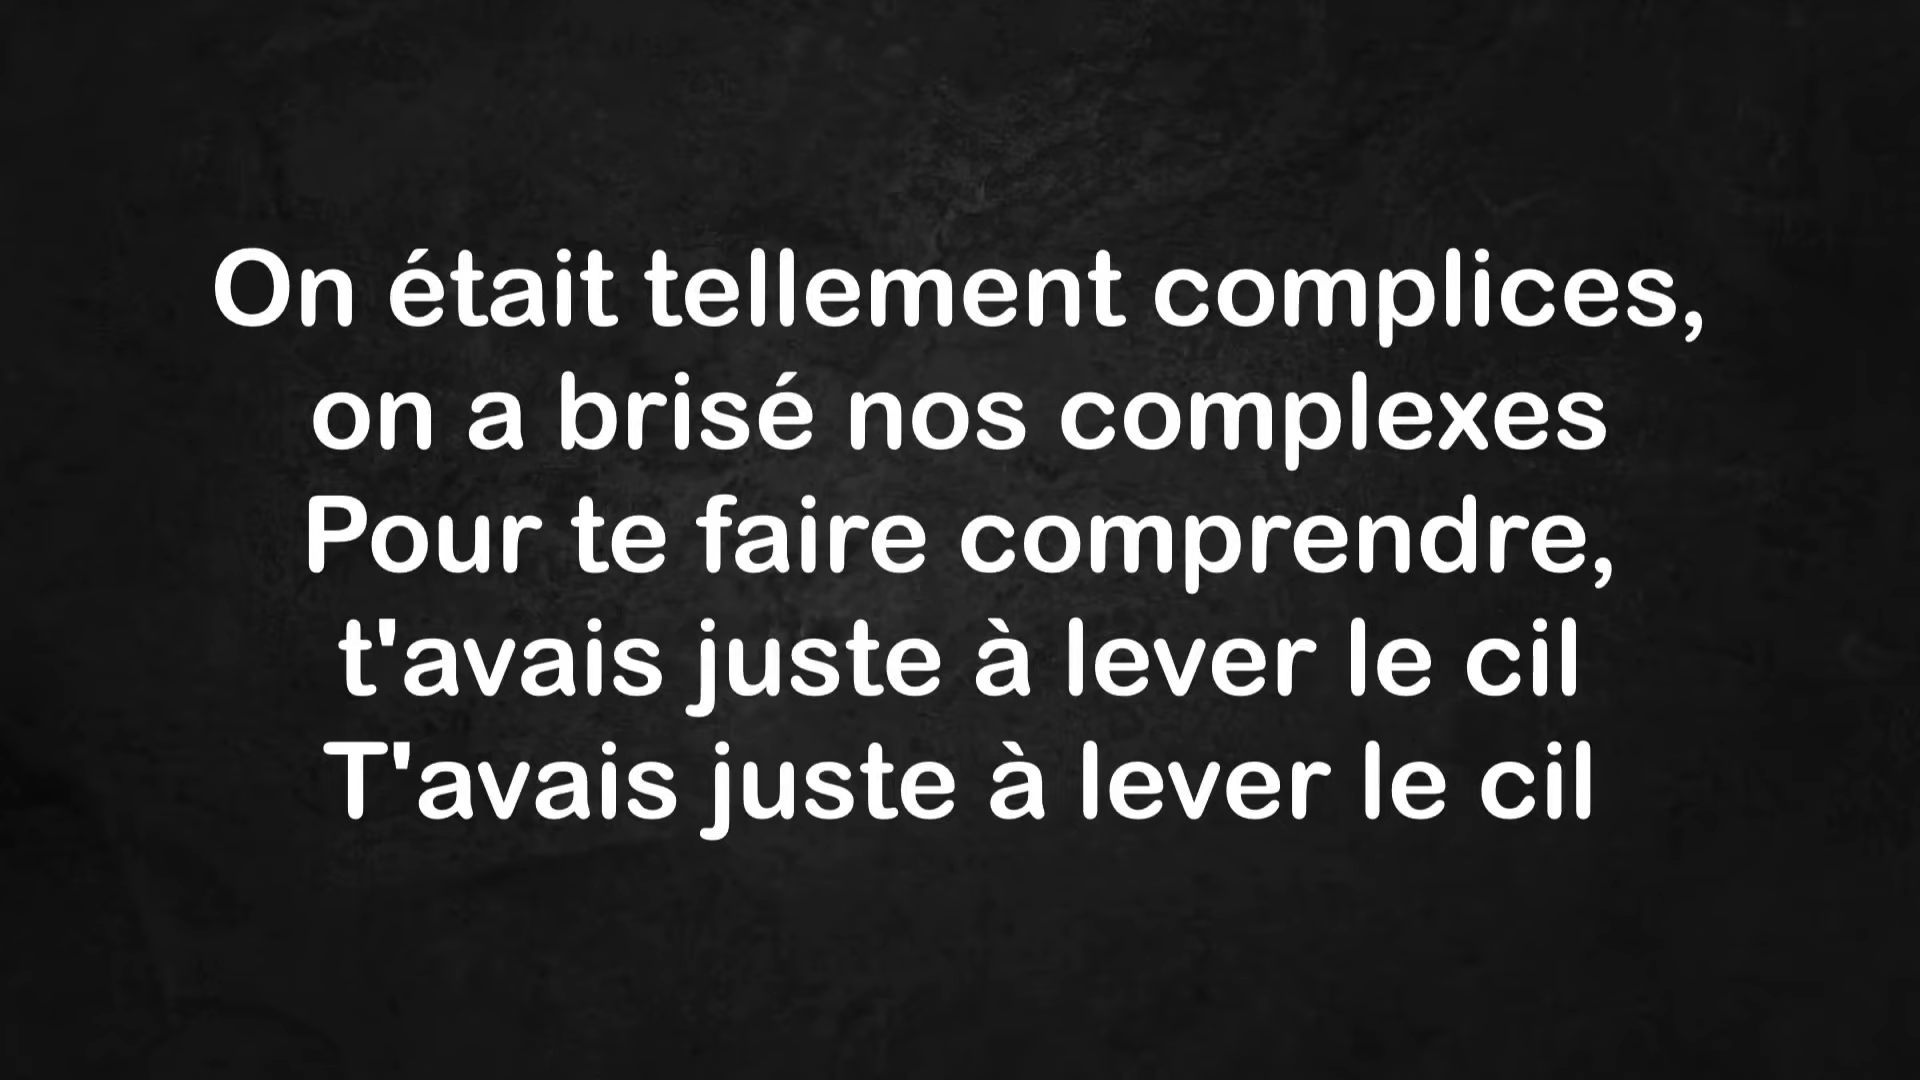 On était tellement complices,
on a brisé nos complexes
Pour te faire comprendre,
t'avais juste à lever le cil
T'avais juste à lever le cil